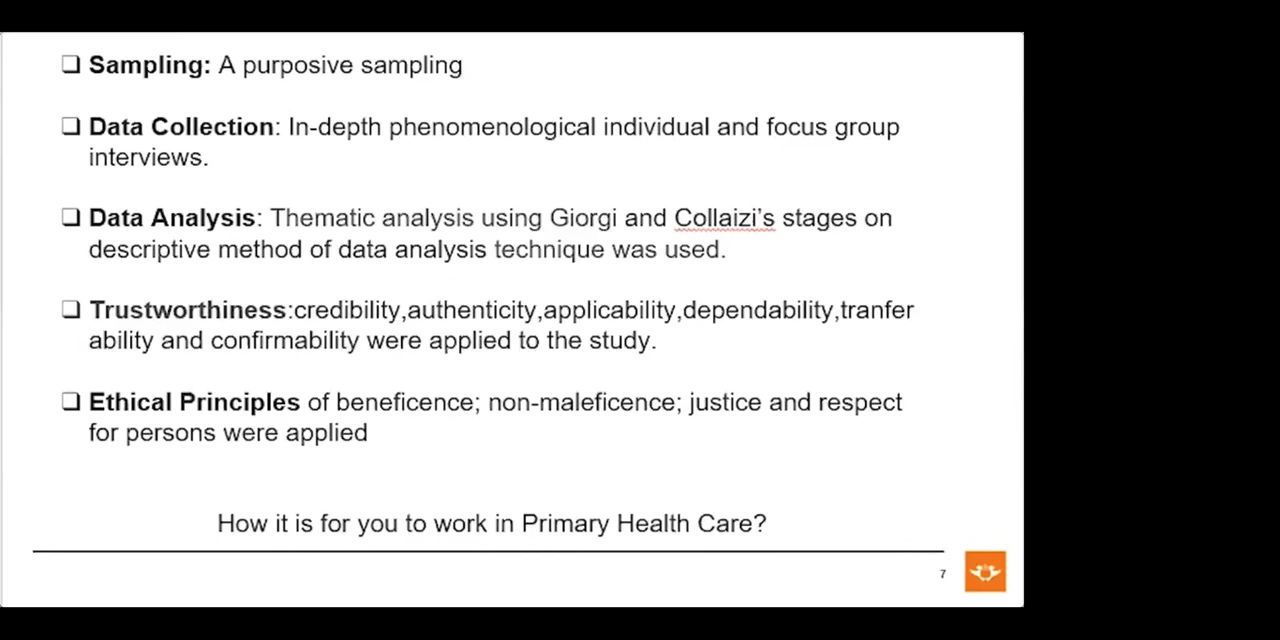 ❑ Sampling: A purposive sampling
❑ Data Collection: In-depth phenomenological individual and focus group
interviews.
❑ Data Analysis: Thematic analysis using Giorgi and Collaizi’s stages on
descriptive method of data analysis technique was used.
❑ Trustworthiness:credibility,authenticity,applicability,dependability,tranfer
ability and confirmability were applied to the study.
❑ Ethical Principles of beneficence; non-maleficence; justice and respect
for persons were applied
How it is for you to work in Primary Health Care?
7